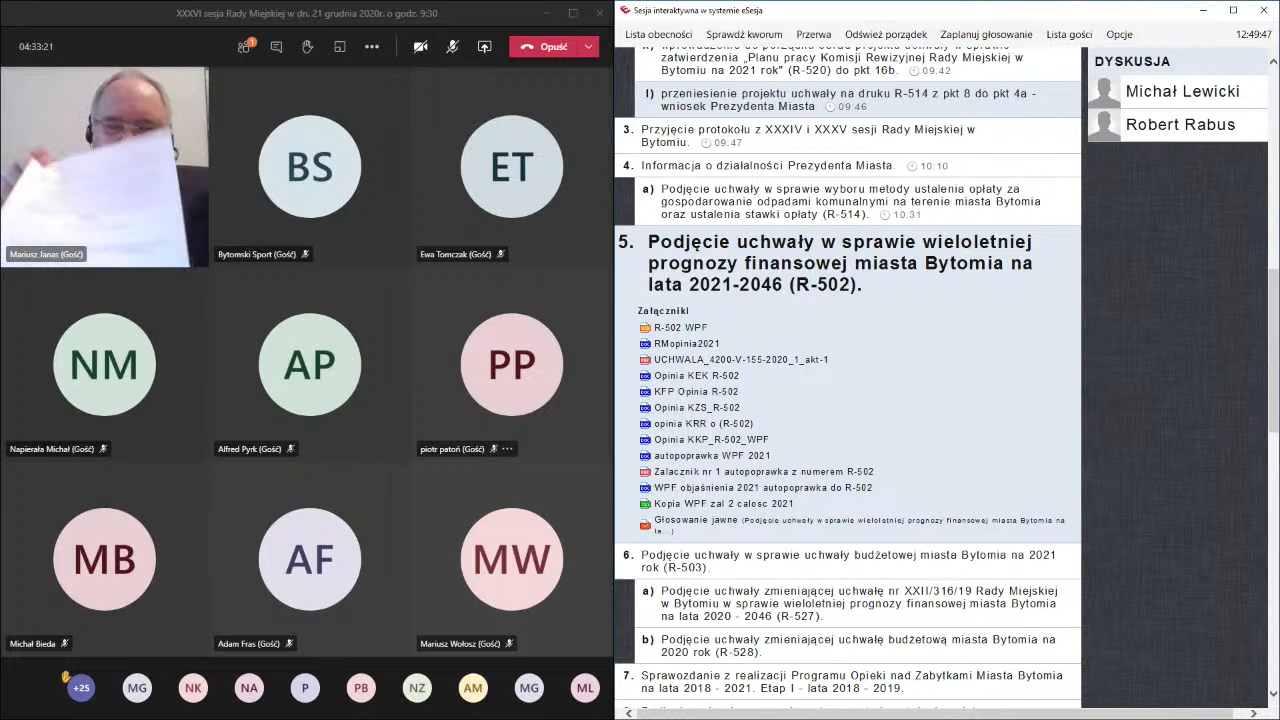 XXXVI sesja Rady Miejskiej w dn. 21 grudnia 2020r. o godz. 9:30
04:33:21
1
Opuść
Mariusz Janas (Gość)
BS
Bytomski Sport (Gość)
ET
Ewa Tomczak (Gość)
NM
Napierała Michał (Gość)
AP
Alfred Pyrk (Gość)
PP
piotr patoń (Gość)
MB
Michał Bieda
AF
Adam Fras (Gość)
MW
Mariusz Wołosz (Gość)
+25
MG
NK
NA
P
PB
NZ
AM
MG
ML
Sesja interaktywna w systemie eSesja
Lista obecności Sprawdź kworum Przerwa Odśwież porządek Zaplanuj głosowanie Lista gości Opcje
12:49:47
zatwierdzenia „Planu pracy Komisji Rewizyjnej Rady Miejskiej w
Bytomiu na 2021 rok" (R-520) do pkt 16b. 09:42
l) przeniesienie projektu uchwały na druku R-514 z pkt 8 do pkt 4a -
wniosek Prezydenta Miasta 09:46
3. Przyjęcie protokołu z XXXIV i XXXV sesji Rady Miejskiej w
Bytomiu. 09:47
4. Informacja o działalności Prezydenta Miasta. 10:10
a) Podjęcie uchwały w sprawie wyboru metody ustalenia opłaty za
gospodarowanie odpadami komunalnymi na terenie miasta Bytomia
oraz ustalenia stawki opłaty (R-514). 10:31
5. Podjęcie uchwały w sprawie wieloletniej
prognozy finansowej miasta Bytomia na
lata 2021-2046 (R-502).
Załączniki
R-502 WPF
RMopinia2021
UCHWALA_4200-V-155-2020_1_akt-1
Opinia KEK R-502
KFP Opinia R-502
Opinia KZS_R-502
opinia KRR o (R-502)
Opinia KKP_R-502_WPF
autopoprawka WPF 2021
Zalacznik nr 1 autopoprawka z numerem R-502
WPF objaśnienia 2021 autopoprawka do R-502
Kopia WPF zal 2 calosc 2021
Głosowanie jawne (Podjęcie uchwały w sprawie wieloletniej prognozy finansowej miasta Bytomia na
la...)
6. Podjęcie uchwały w sprawie uchwały budżetowej miasta Bytomia na 2021
rok (R-503).
a) Podjęcie uchwały zmieniającej uchwałę nr XXII/316/19 Rady Miejskiej
w Bytomiu w sprawie wieloletniej prognozy finansowej miasta Bytomia
na lata 2020 - 2046 (R-527).
b) Podjęcie uchwały zmieniającej uchwałę budżetową miasta Bytomia na
2020 rok (R-528).
7. Sprawozdanie z realizacji Programu Opieki nad Zabytkami Miasta Bytomia
na lata 2018 - 2021. Etap I - lata 2018 - 2019.
DYSKUSJA
Michał Lewicki
Robert Rabus